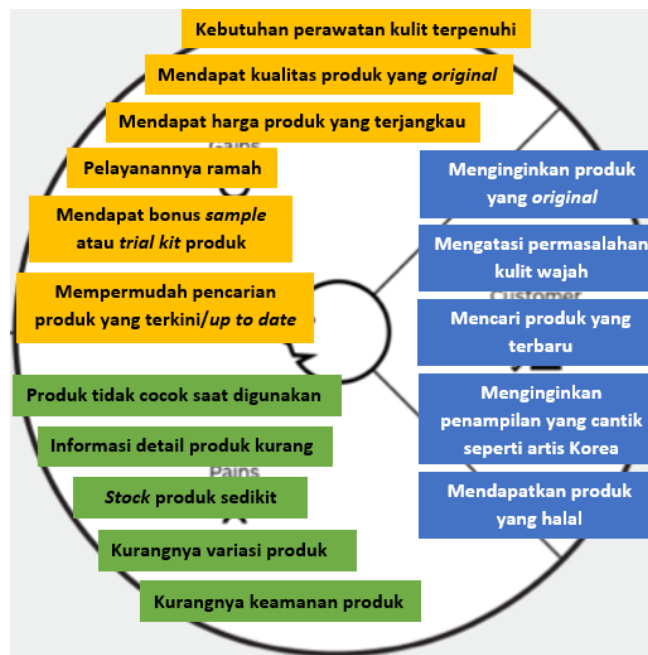 Kebutuhan perawatan kulit terpenuhi
Mendapat kualitas produk yang original
Mendapat harga produk yang terjangkau
Gains
Pelayanannya ramah
Mendapat bonus sample
atau trial kit produk
Mempermudah pencarian
produk yang terkini/up to date
Produk tidak cocok saat digunakan
Informasi detail produk kurang
Pains
Stock produk sedikit
Kurangnya variasi produk
Kurangnya keamanan produk
Menginginkan produk
yang original
Mengatasi permasalahan
kulit wajah
Customer
Mencari produk yang
terbaru
Menginginkan
penampilan yang cantik
seperti artis Korea
Mendapatkan produk
yang halal